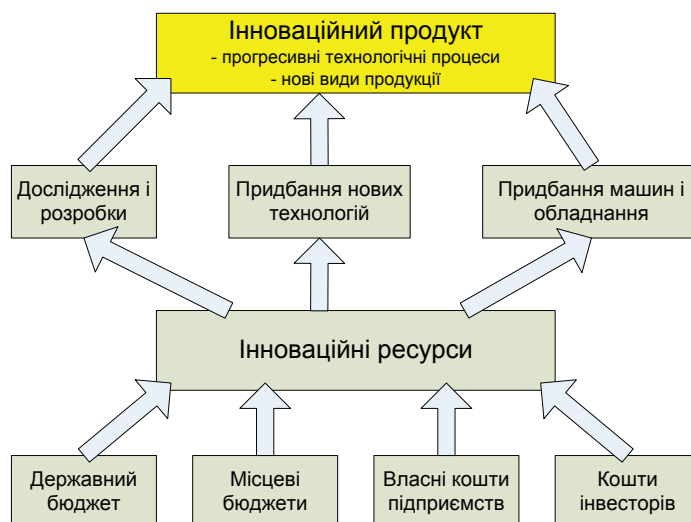 Інноваційний продукт
- прогресивні технологічні процеси
- нові види продукції
Дослідження і
розробки
Придбання нових
технологій
Придбання машин і
обладнання
Інноваційні ресурси
Державний
бюджет
Місцеві
бюджети
Власні кошти
підприємств
Кошти
інвесторів